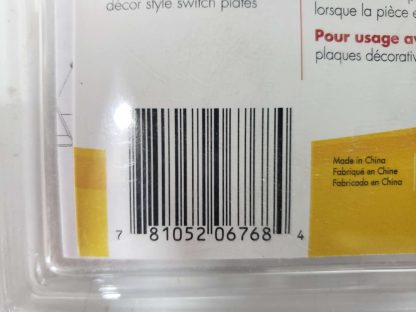 décor style switch plates
lorsque la pièce
Pour usage
plaques décorativ
Made in China
Fabriqué en Chine
Fabricado en China
7 81052 06768 4